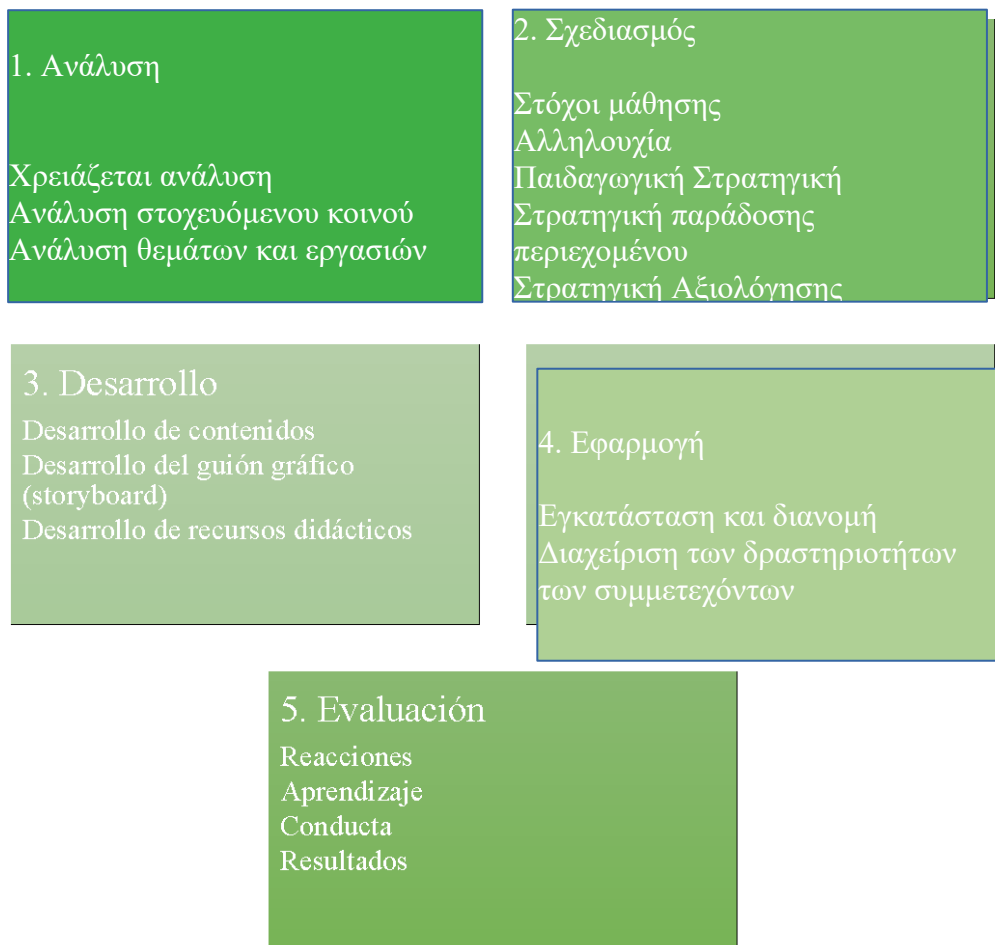 1. Ανάλυση
Χρειάζεται ανάλυση
Ανάλυση στοχευόμενου κοινού
Ανάλυση θεμάτων και εργασιών
2. Σχεδιασμός
Στόχοι μάθησης
Αλληλουχία
Παιδαγωγική Στρατηγική
Στρατηγική παράδοσης
περιεχομένου
Στρατηγική Αξιολόγησης
3. Desarrollo
Desarrollo de contenidos
Desarrollo del guión gráfico
(storyboard)
Desarrollo de recursos didácticos
4. Εφαρμογή
Εγκατάσταση και διανομή
Διαχείριση των δραστηριοτήτων
των συμμετεχόντων
5. Evaluación
Reacciones
Aprendizaje
Conducta
Resultados